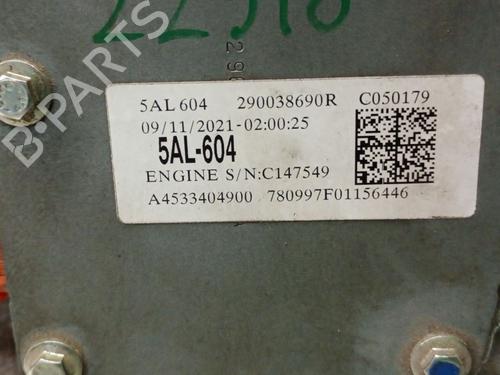 5AL 604 290038690R C050179
09/11/2021-02:00:25
5AL-604
ENGINE S/N:C147549
A4533404900 780997F01156446
B-PARTS